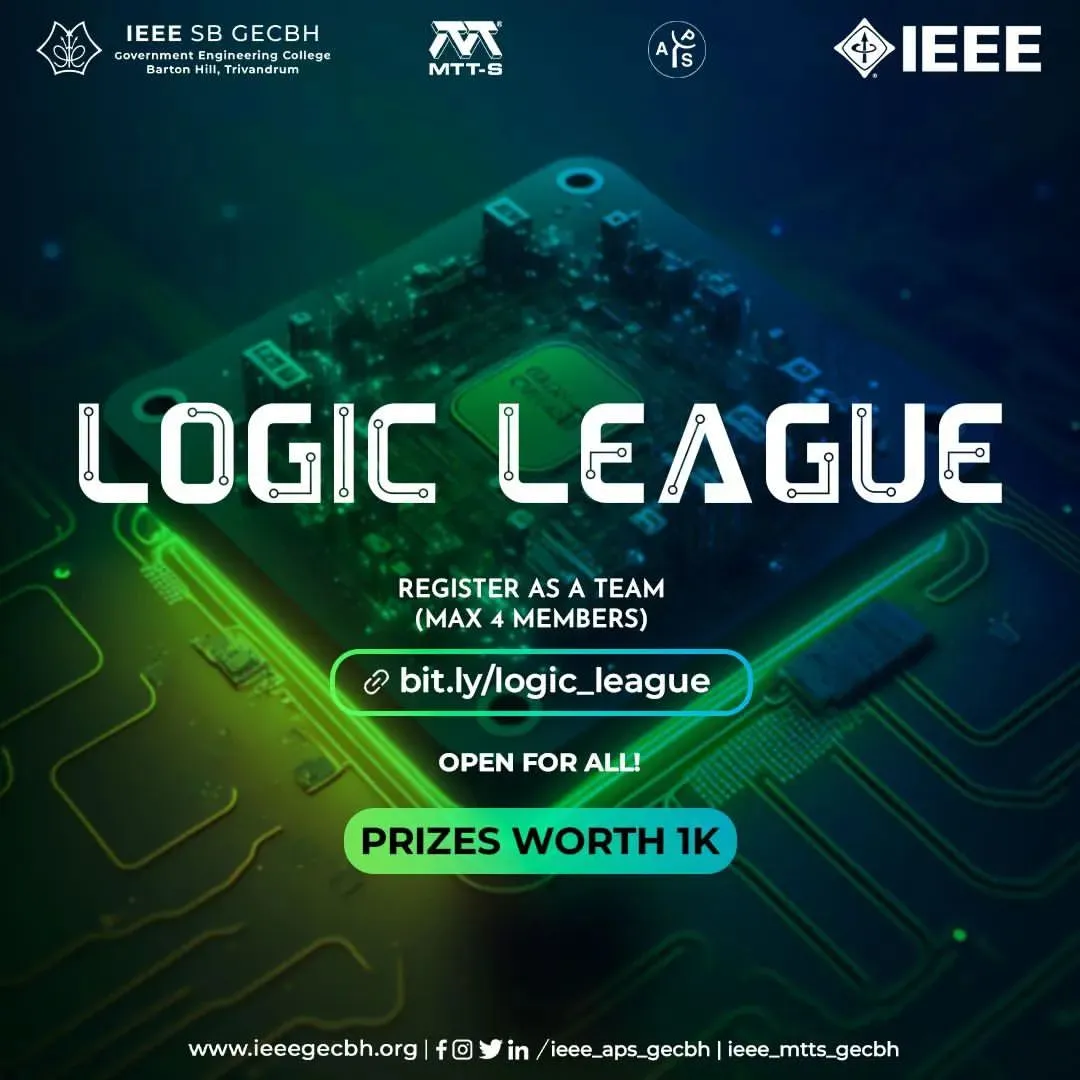 IEEE SB GECBH
Government Engineering College
Barton Hill, Trivandrum
MTT-S
APS
IEEE
LOGIC LEAGUE
REGISTER AS A TEAM
(MAX 4 MEMBERS)
bit.ly/logic_league
OPEN FOR ALL!
PRIZES WORTH 1K
www.ieeegecbh.org | /ieee_aps_gecbh | ieee_mtts_gecbh